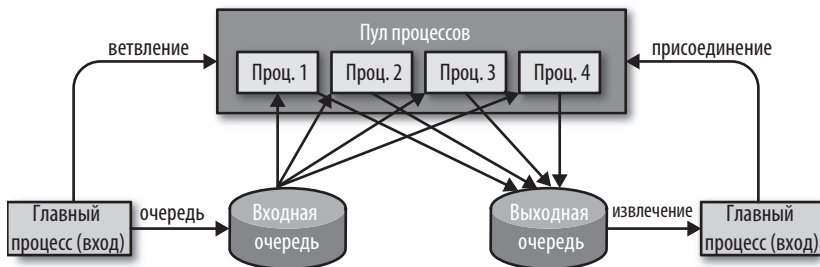 Пул процессов
ветвление
присоединение
Проц. 1
Проц. 2
Проц. 3
Проц. 4
Главный
процесс (вход)
очередь
Входная
очередь
Выходная
очередь
извлечение
Главный
процесс (вход)